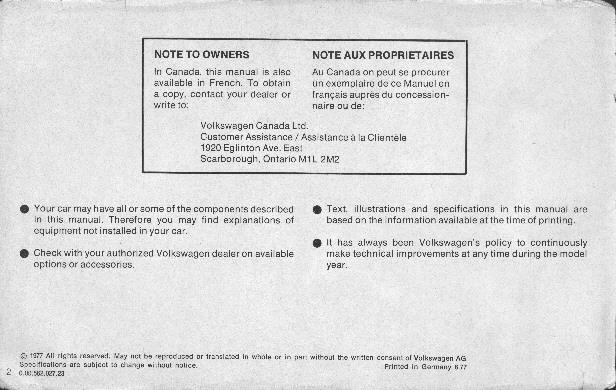 NOTE TO OWNERS
In Canada, this manual is also
available in French. To obtain
a copy, contact your dealer or
write to:
NOTE AUX PROPRIETAIRES
Au Canada on peut se procurer
un exemplaire de ce Manuel en
français auprès du concession-
naire ou de:
Volkswagen Canada Ltd.
Customer Assistance / Assistance à la Clientèle
1920 Eglinton Ave. East
Scarborough, Ontario M1L 2M2
● Your car may have all or some of the components described
in this manual. Therefore you may find explanations of
equipment not installed in your car.
● Check with your authorized Volkswagen dealer on available
options or accessories.
● Text, illustrations and specifications in this manual are
based on the information available at the time of printing.
● It has always been Volkswagen's policy to continuously
make technical improvements at any time during the model
year.
© 1977 All rights reserved. May not be reproduced or translated in whole or in part without the written consent of Volkswagen AG
Specifications are subject to change without notice. Printed in Germany 8.77
2 0.00.562.027.23